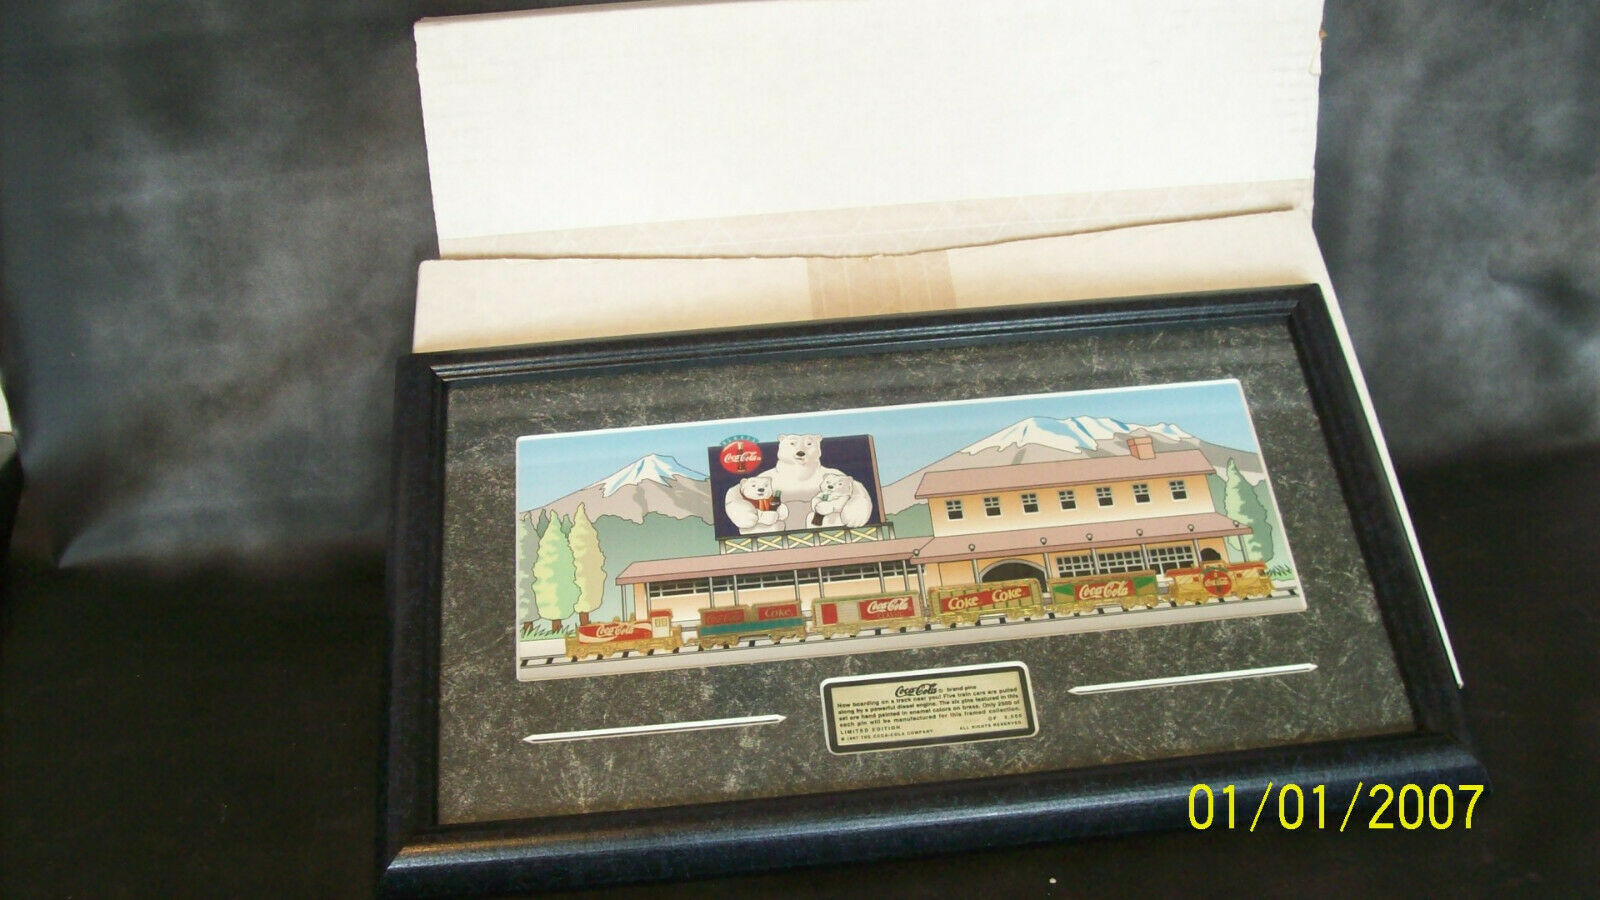 ALWAYS
Coca-Cola
Coca-Cola
Coke
Coca-Cola
CLASSIC
Coke Coke
Coca-Cola
Coca-Cola
Coca-Cola® brand pins
Now boarding on a track near you! Five train cars are pulled
along by a powerful diesel engine. The six pins featured in this
set are hand painted in enamel colors on brass. Only 2500 of
each pin will be manufactured for this framed collection.
LIMITED EDITION OF 2,500
© 1997 THE COCA-COLA COMPANY. ALL RIGHTS RESERVED
01/01/2007